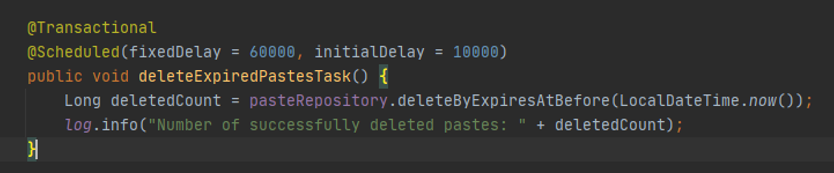 @Transactional
@Scheduled(fixedDelay = 60000, initialDelay = 10000)
public void deleteExpiredPastesTask() {
    Long deletedCount = pasteRepository.deleteByExpiresAtBefore(LocalDateTime.now());
    log.info("Number of successfully deleted pastes: " + deletedCount);
}